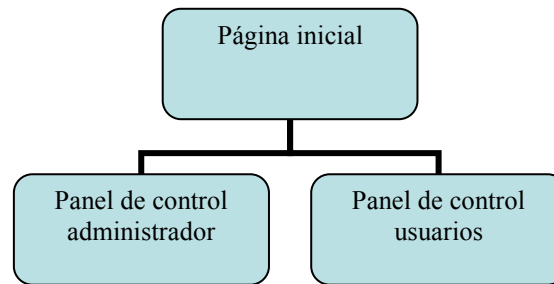 Página inicial
Panel de control
administrador
Panel de control
usuarios